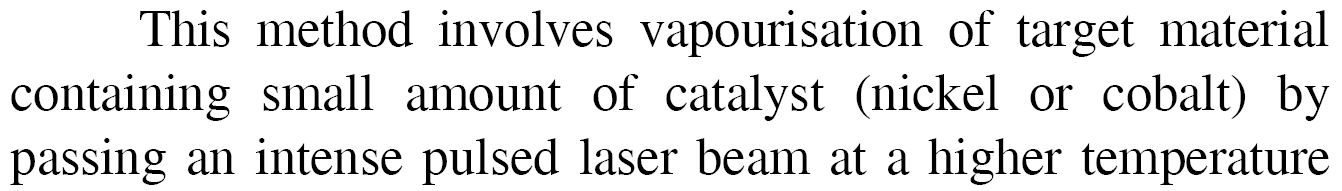 This method involves vapourisation of target material
containing small amount of catalyst (nickel or cobalt) by
passing an intense pulsed laser beam at a higher temperature